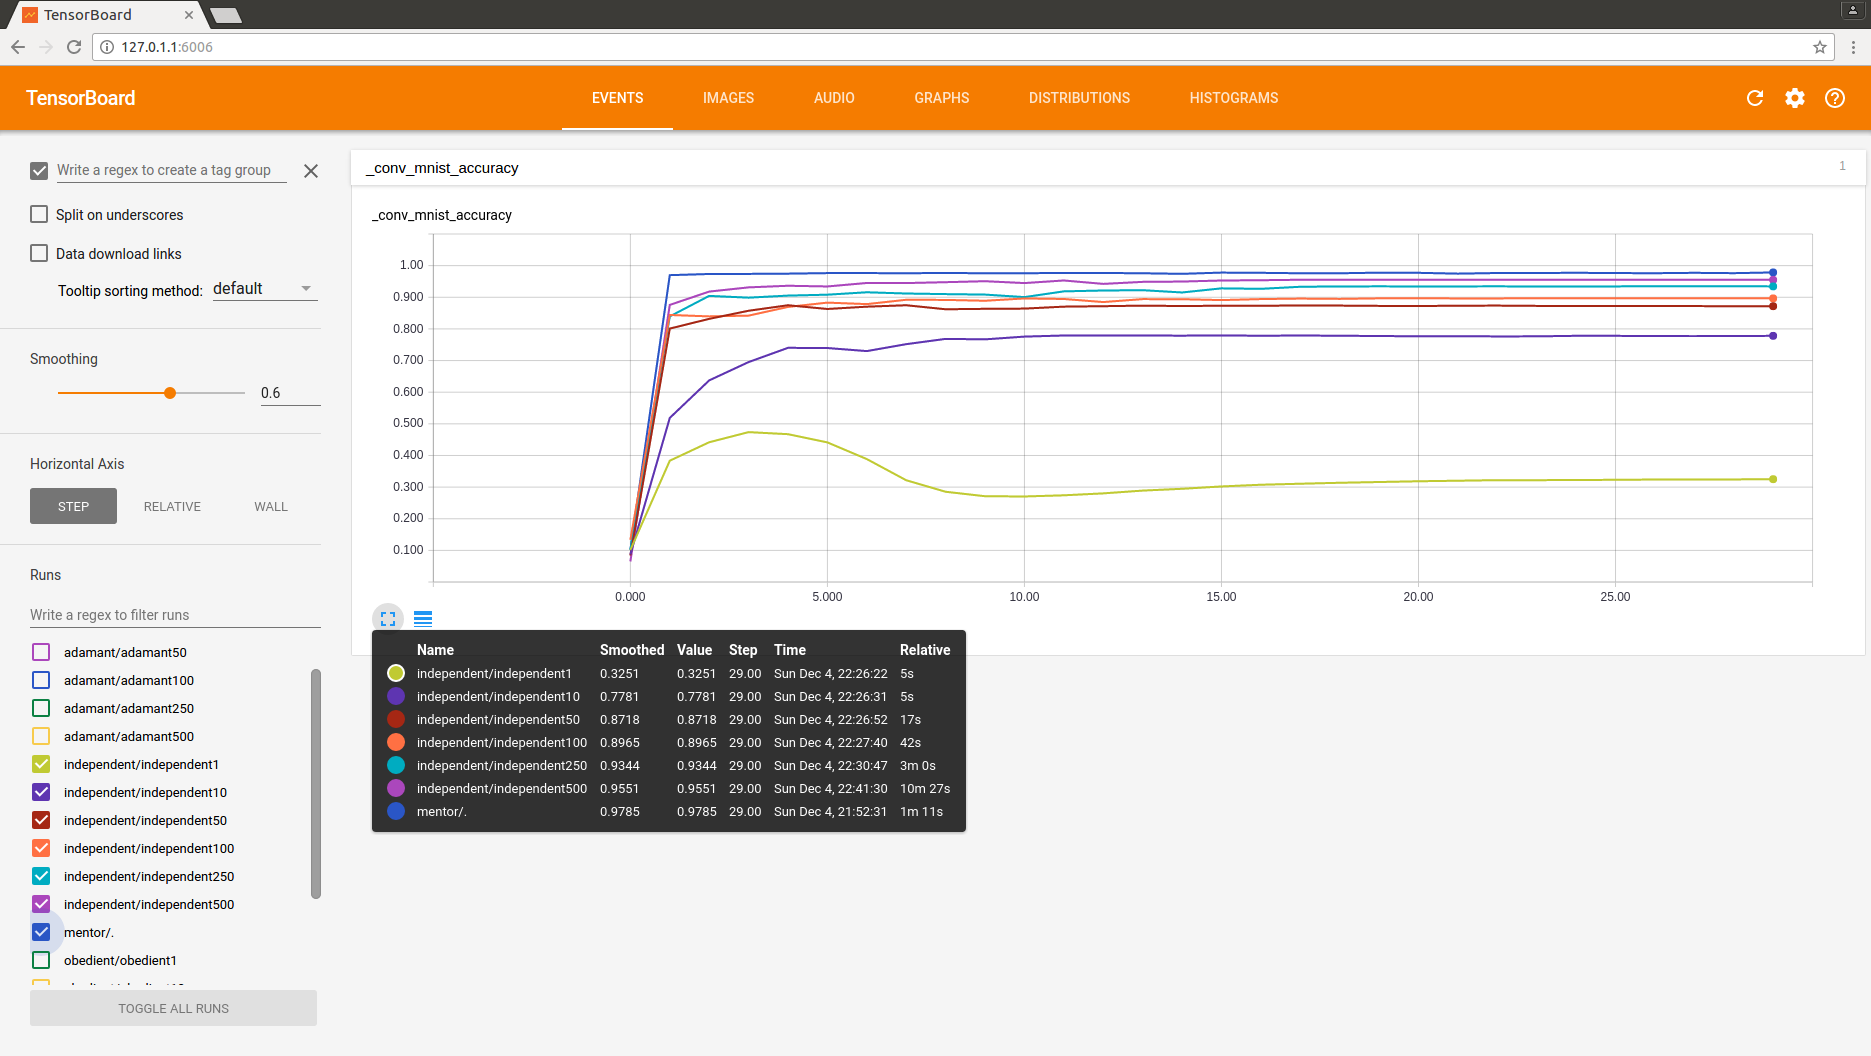 TensorBoard
127.0.1.1:6006
TensorBoard EVENTS IMAGES AUDIO GRAPHS DISTRIBUTIONS HISTOGRAMS
Write a regex to create a tag group
Split on underscores
Data download links
Tooltip sorting method: default
Smoothing
0.6
Horizontal Axis
STEP RELATIVE WALL
Runs
Write a regex to filter runs
adamant/adamant50
adamant/adamant100
adamant/adamant250
adamant/adamant500
independent/independent1
independent/independent10
independent/independent50
independent/independent100
independent/independent250
independent/independent500
mentor/.
obedient/obedient1
TOGGLE ALL RUNS
_conv_mnist_accuracy 1
_conv_mnist_accuracy
1.00
0.900
0.800
0.700
0.600
0.500
0.400
0.300
0.200
0.100
0.000 5.000 10.00 15.00 20.00 25.00
Name Smoothed Value Step Time Relative
independent/independent1 0.3251 0.3251 29.00 Sun Dec 4, 22:26:22 5s
independent/independent10 0.7781 0.7781 29.00 Sun Dec 4, 22:26:31 5s
independent/independent50 0.8718 0.8718 29.00 Sun Dec 4, 22:26:52 17s
independent/independent100 0.8965 0.8965 29.00 Sun Dec 4, 22:27:40 42s
independent/independent250 0.9344 0.9344 29.00 Sun Dec 4, 22:30:47 3m 0s
independent/independent500 0.9551 0.9551 29.00 Sun Dec 4, 22:41:30 10m 27s
mentor/. 0.9785 0.9785 29.00 Sun Dec 4, 21:52:31 1m 11s